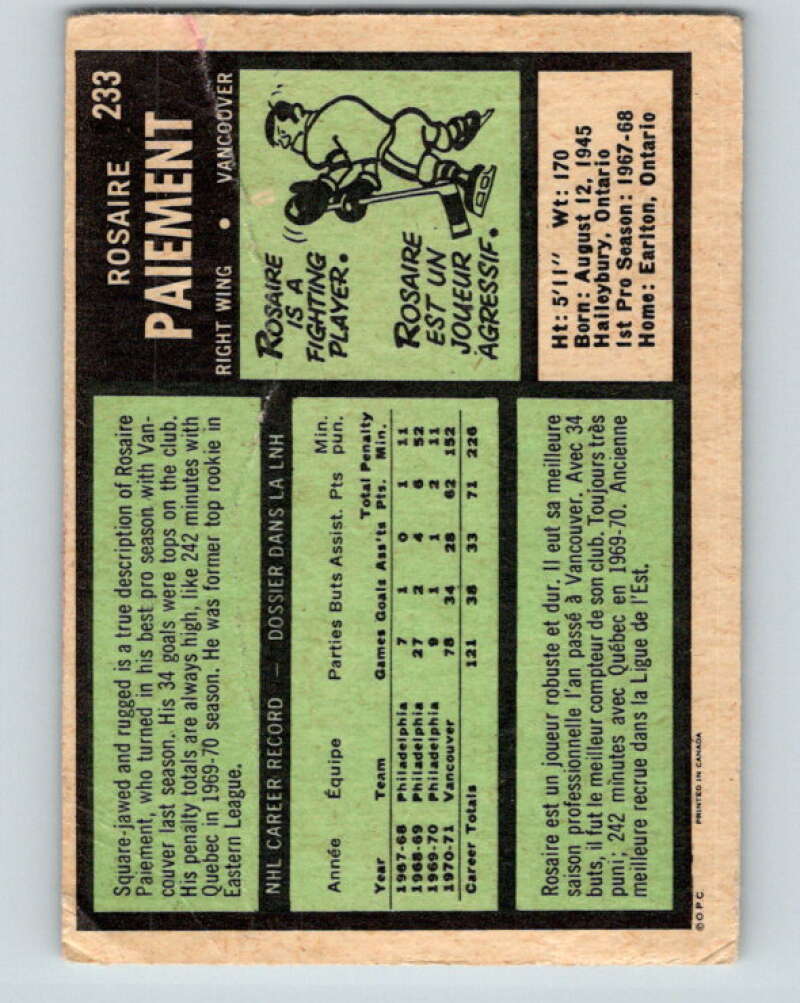 ROSAIRE 233
PAIEMENT
RIGHT WING • VANCOUVER
Square-jawed and rugged is a true description of Rosaire
Paiement, who turned in his best pro season with Van-
couver last season. His 34 goals were tops on the club.
His penalty totals are always high, like 242 minutes with
Quebec in 1969-70 season. He was former top rookie in
Eastern League.
ROSAIRE
IS A
FIGHTING
PLAYER.
ROSAIRE
EST UN
JOUEUR
AGRESSIF.
NHL CAREER RECORD — DOSSIER DANS LA LNH
Année Équipe Parties Buts Assist. Pts Min. pun.
Total Penalty
Year Team Games Goals Ass'ts Pts. Min.
1967-68 Philadelphia 7 1 0 1 11
1968-69 Philadelphia 27 2 4 6 52
1969-70 Philadelphia 9 1 1 2 11
1970-71 Vancouver 78 34 28 62 152
Career Totals 121 38 33 71 226
Ht: 5'11" Wt: 170
Born: August 12, 1945
Haileybury, Ontario
1st Pro Season: 1967-68
Home: Earlton, Ontario
Rosaire est un joueur robuste et dur. Il eut sa meilleure
saison professionnelle l'an passé à Vancouver. Avec 34
buts, il fut le meilleur compteur de son club. Toujours très
puni; 242 minutes avec Québec en 1969-70. Ancienne
meilleure recrue dans la Ligue de l'Est.
©O.P.C. PRINTED IN CANADA